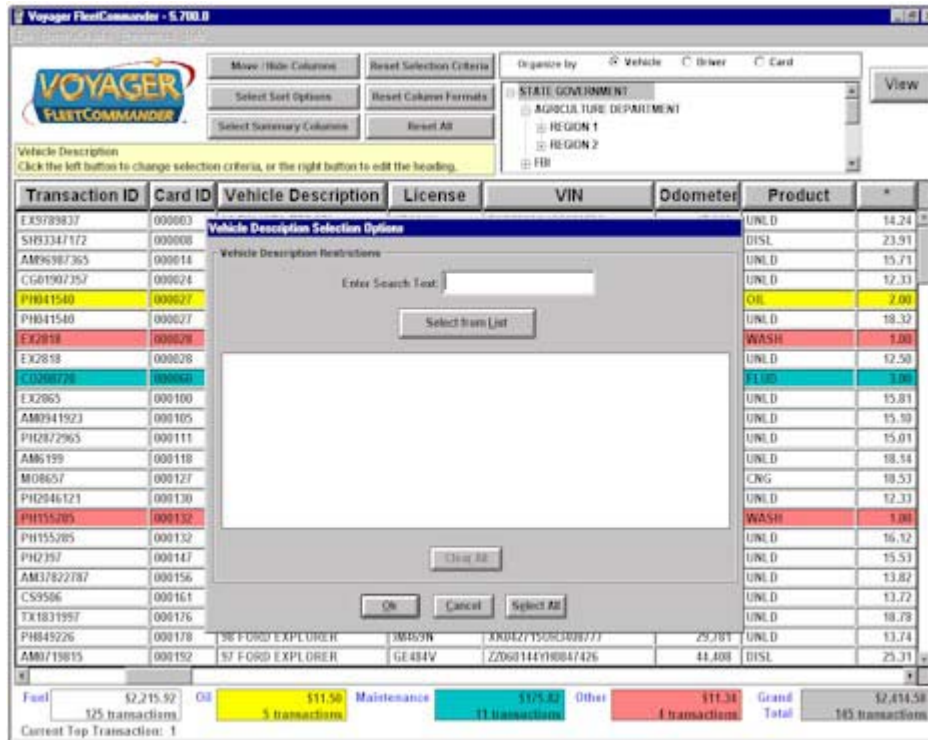 Voyager FleetCommander - 5.700.0
VOYAGER
FLEETCOMMANDER
Move / Hide Columns
Reset Selection Criteria
Select Sort Options
Reset Column Formats
Select Summary Columns
Reset All
Organize by Vehicle Driver Card
STATE GOVERNMENT
AGRICULTURE DEPARTMENT
REGION 1
REGION 2
FBI
View
Vehicle Description
Click the left button to change selection criteria, or the right button to edit the heading.
Transaction ID Card ID Vehicle Description License VIN Odometer Product *
EX9789837 000003 UNLD 14.24
SH93347172 000008 DISL 23.91
AM96987365 000014 UNLD 15.71
CG01907357 000024 UNLD 12.33
PH041540 000027 OIL 2.00
PH041540 000027 UNLD 18.32
EX2818 000028 WASH 1.00
EX2818 000028 UNLD 12.50
000060 FLUID 3.00
EX2865 000100 UNLD 15.81
AM0941923 000105 UNLD 15.10
PH2872965 000111 UNLD 15.01
AM6199 000118 UNLD 18.14
MO8657 000127 CNG 18.53
PH2046121 000130 UNLD 12.33
PH155285 000132 WASH 1.00
PH155285 000132 UNLD 16.12
PH2397 000147 UNLD 15.53
AM37822787 000156 UNLD 13.82
CS9506 000161 UNLD 13.72
TX1831997 000176 UNLD 18.78
PH849226 000178 98 FORD EXPLORER 29,781 UNLD 13.74
AM0719815 000192 97 FORD EXPLORER GE484V 44,408 DISL 25.31
Vehicle Description Selection Options
Vehicle Description Restrictions
Enter Search Text:
Select from List
Clear All
Ok Cancel Select All
Fuel $2,215.92 Oil $11.50 Maintenance $175.82 Other $11.34 Grand $2,414.58
125 transactions 5 transactions 11 transactions 4 transactions Total 145 transactions
Current Top Transaction: 1